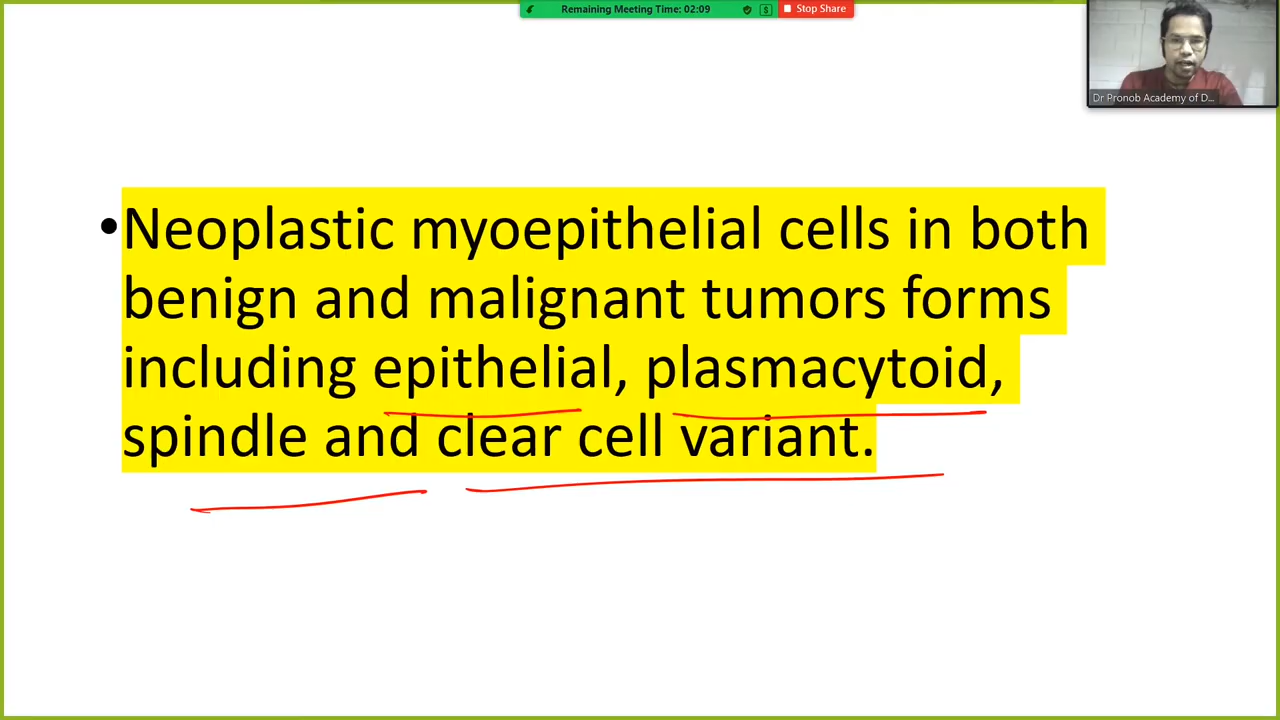 Remaining Meeting Time: 02:09
Stop Share
Dr Pronob Academy of D...
•Neoplastic myoepithelial cells in both
benign and malignant tumors forms
including epithelial, plasmacytoid,
spindle and clear cell variant.